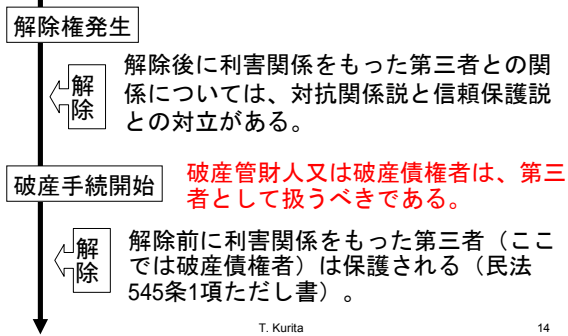 解除権発生
解除後に利害関係をもった第三者との関
係については、対抗関係説と信頼保護説
との対立がある。
解
除
破産手続開始
破産管財人又は破産債権者は、第三
者として扱うべきである。
解
除
解除前に利害関係をもった第三者（ここ
では破産債権者）は保護される（民法
545条1項ただし書）。
T. Kurita
14